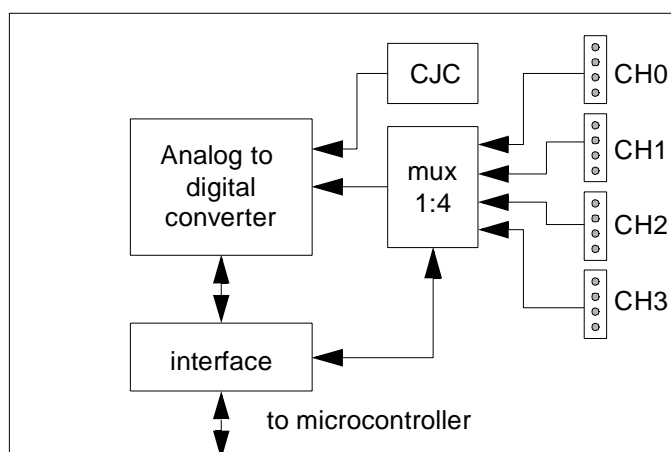 CJC
CH0
Analog to
digital
converter
mux
1:4
CH1
CH2
CH3
interface
to microcontroller